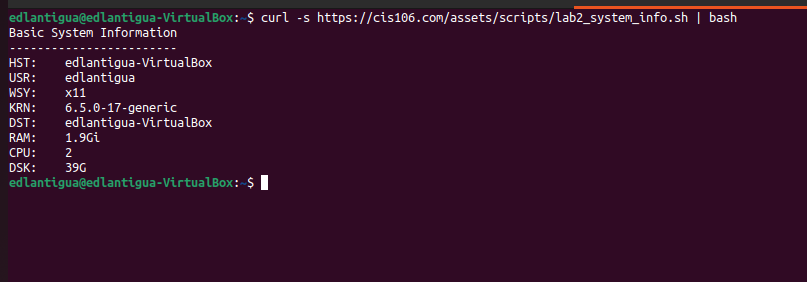 edlantigua@edlantigua-VirtualBox:~$ curl -s https://cis106.com/assets/scripts/lab2_system_info.sh | bash
Basic System Information
------------------------
HST:    edlantigua-VirtualBox
USR:    edlantigua
WSY:    x11
KRN:    6.5.0-17-generic
DST:    edlantigua-VirtualBox
RAM:    1.9Gi
CPU:    2
DSK:    39G
edlantigua@edlantigua-VirtualBox:~$